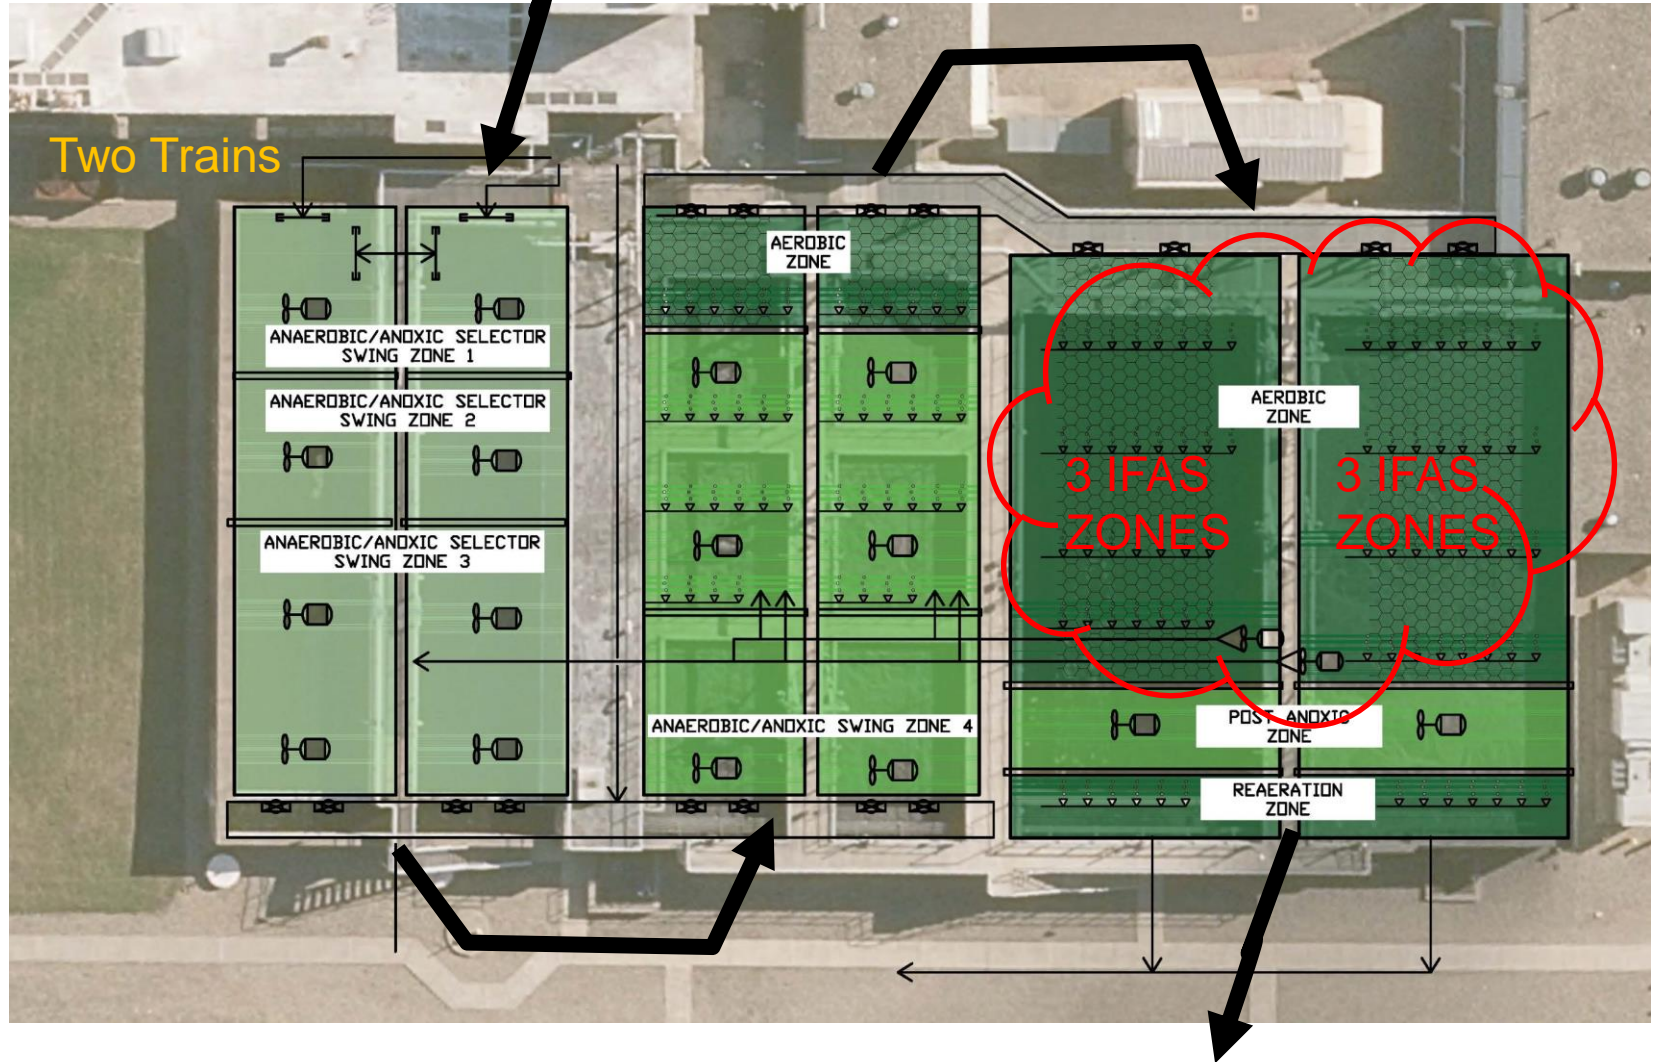 Two Trains
ANAEROBIC/ANOXIC SELECTOR
SWING ZONE 1
ANAEROBIC/ANOXIC SELECTOR
SWING ZONE 2
ANAEROBIC/ANOXIC SELECTOR
SWING ZONE 3
AEROBIC
ZONE
ANAEROBIC/ANOXIC SWING ZONE 4
AEROBIC
ZONE
3 IFAS
ZONES
3 IFAS
ZONES
POST ANOXIC
ZONE
REAERATION
ZONE